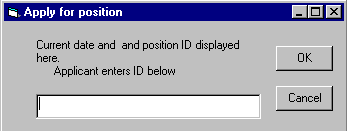 Apply for position
Current date and and position ID displayed
here.
Applicant enters ID below
OK
Cancel